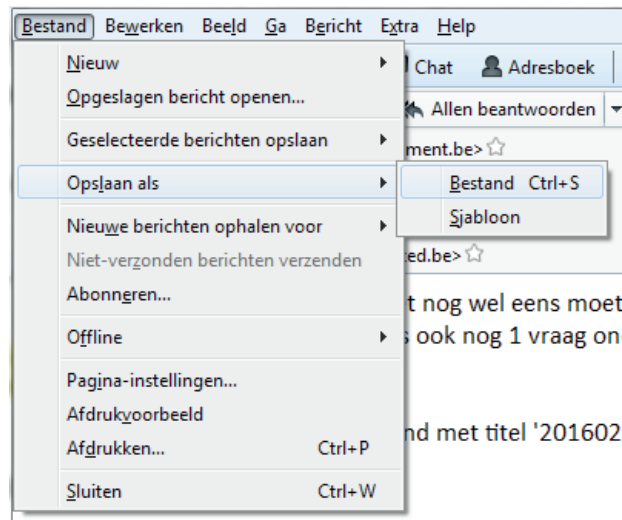 Bestand Bewerken Beeld Ga Bericht Extra Help
Chat Adresboek
Allen beantwoorden
ment.be>
ted.be>
t nog wel eens moet
s ook nog 1 vraag on
nd met titel '201602
Nieuw
Opgeslagen bericht openen...
Geselecteerde berichten opslaan
Opslaan als
Nieuwe berichten ophalen voor
Niet-verzonden berichten verzenden
Abonneren...
Offline
Pagina-instellingen...
Afdrukvoorbeeld
Afdrukken... Ctrl+P
Sluiten Ctrl+W
Bestand Ctrl+S
Sjabloon